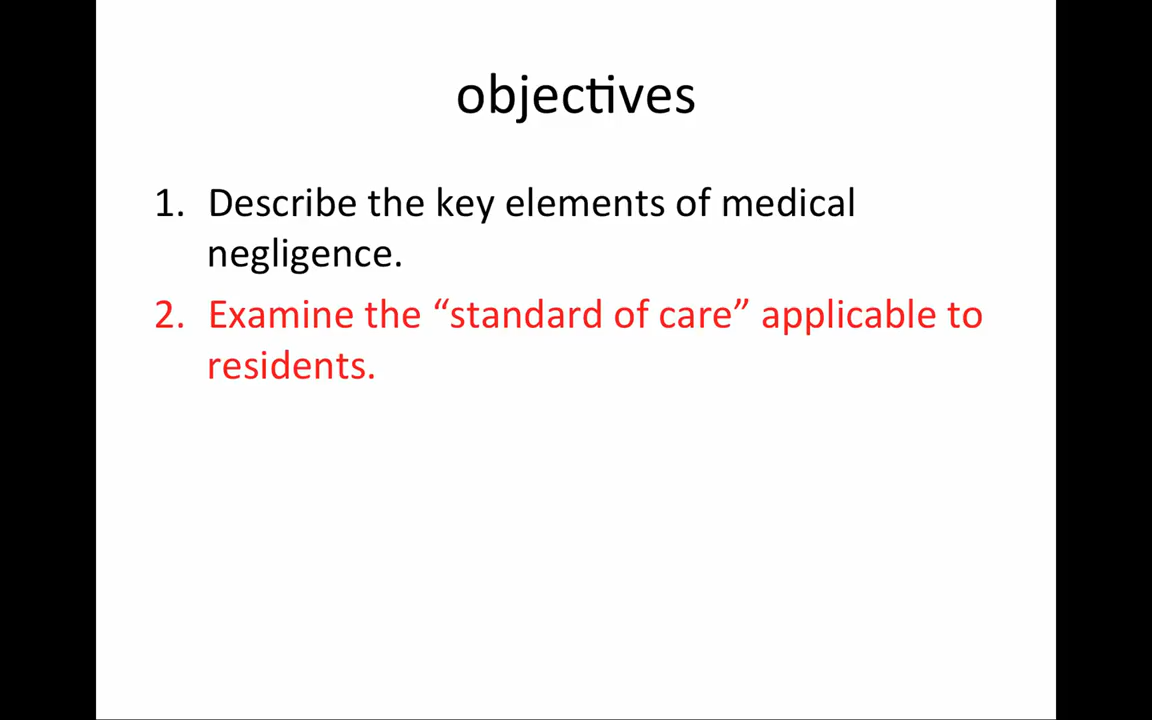 objectives
1. Describe the key elements of medical
negligence.
2. Examine the “standard of care” applicable to
residents.